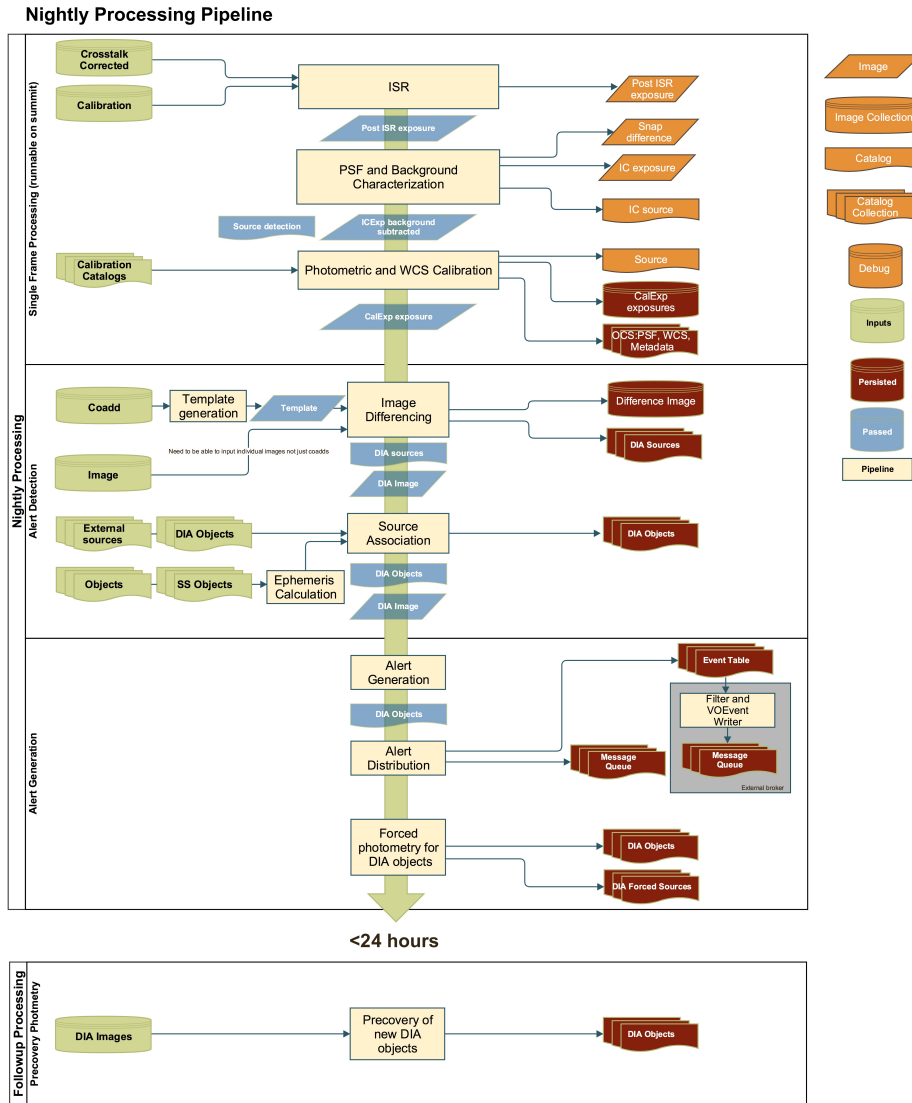 Nightly Processing Pipeline
Nightly Processing
Single Frame Processing (runnable on summit)
Crosstalk
Corrected
Calibration
ISR
Post ISR
exposure
Post ISR exposure
PSF and Background
Characterization
Snap
difference
IC exposure
IC source
Source detection
ICExp background
subtracted
Calibration
Catalogs
Photometric and WCS Calibration
Source
CalExp
exposures
OCS:PSF, WCS,
Metadata
CalExp exposure
Alert Detection
Coadd
Template
generation
Template
Image
Differencing
Difference Image
DIA Sources
Need to be able to input individual images not just coadds
Image
DIA sources
DIA Image
External
sources
DIA Objects
Source
Association
DIA Objects
Objects
SS Objects
Ephemeris
Calculation
DIA Objects
DIA Image
Alert Generation
Alert
Generation
DIA Objects
Alert
Distribution
Event Table
Filter and
VOEvent
Writer
Message
Queue
Message
Queue
External broker
Forced
photometry for
DIA objects
DIA Objects
DIA Forced Sources
<24 hours
Followup Processing
Precovery Photmetry
DIA Images
Precovery of
new DIA
objects
DIA Objects
Image
Image Collection
Catalog
Catalog
Collection
Debug
Inputs
Persisted
Passed
Pipeline